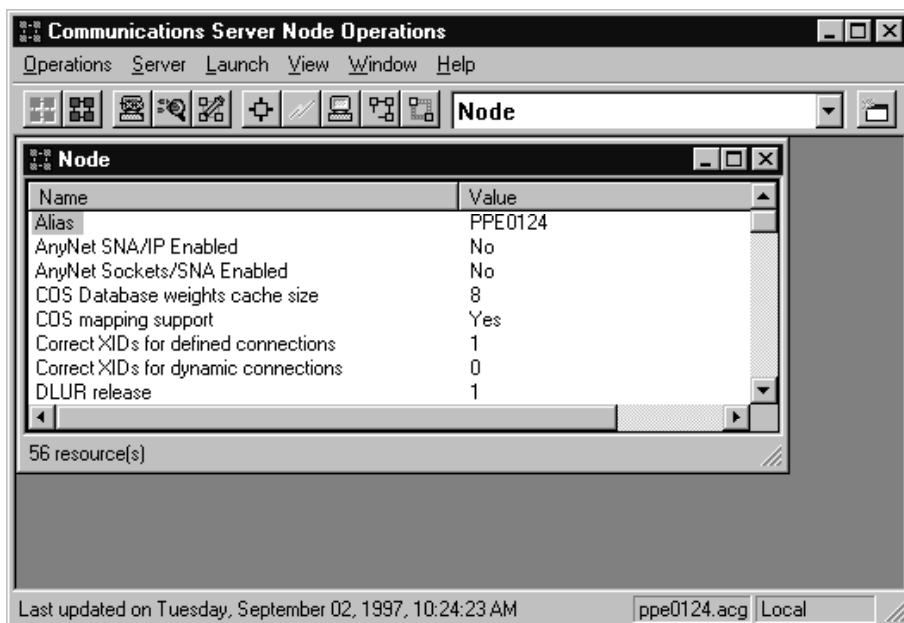 Communications Server Node Operations
Operations Server Launch View Window Help
Node
Node
Name Value
Alias PPE0124
AnyNet SNA/IP Enabled No
AnyNet Sockets/SNA Enabled No
COS Database weights cache size 8
COS mapping support Yes
Correct XIDs for defined connections 1
Correct XIDs for dynamic connections 0
DLUR release 1
56 resource(s)
Last updated on Tuesday, September 02, 1997, 10:24:23 AM ppe0124.acg Local